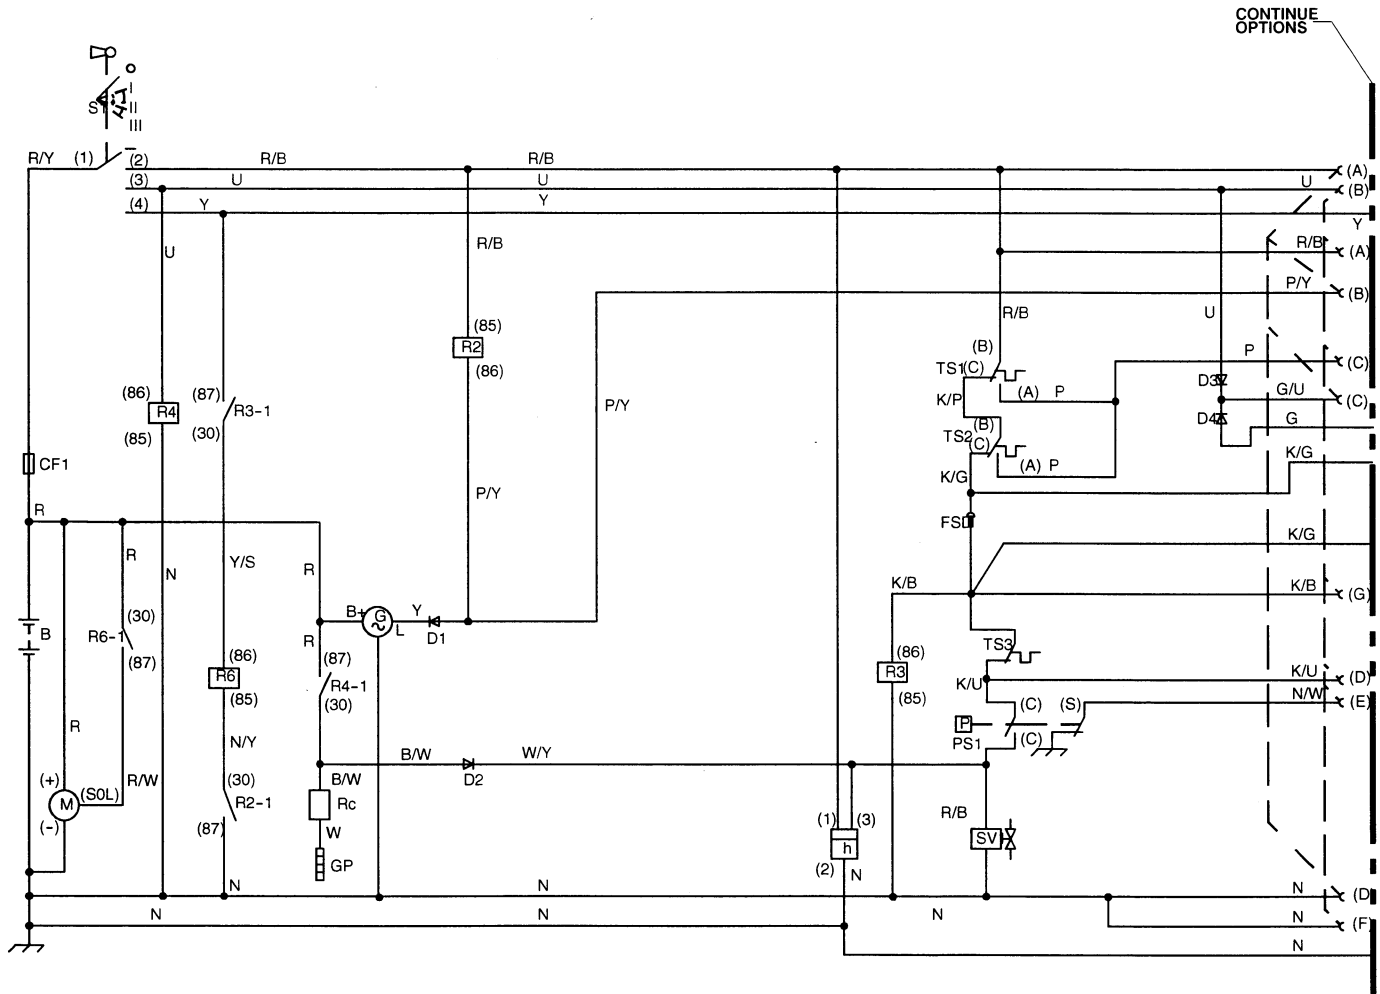 CONTINUE
OPTIONS
S1
I
II
III
R/Y (1) (2) R/B R/B (A)
(3) U U U (B)
(4) Y Y Y
U R/B R/B (A)
P/Y (B)
R/B U
(85)
R2
(86)
(B) P (C)
TS1 (C)
D3
(86) (87) K/P (A) P G/U (C)
R4 R3-1 P/Y
(85) (30) (B) D4 G
TS2 (C)
K/G
CF1 (A) P
K/G
P/Y
R FSD
K/G
R Y/S
N R K/B K/B (G)
(30) B+ G Y
L D1
B R6-1 R TS3
(87) (86) (87) (86)
R6 R4-1 R3 K/U (D)
(85) (30) (85) K/U N/W (E)
(C) (S)
R N/Y P
PS1 (C)
B/W W/Y
R/W D2
(+) (SOL) (30) B/W
M R2-1 Rc R/B
(-) (87) W (1) (3)
h SV
GP (2) N
N N N (D
N N N N (F)
N